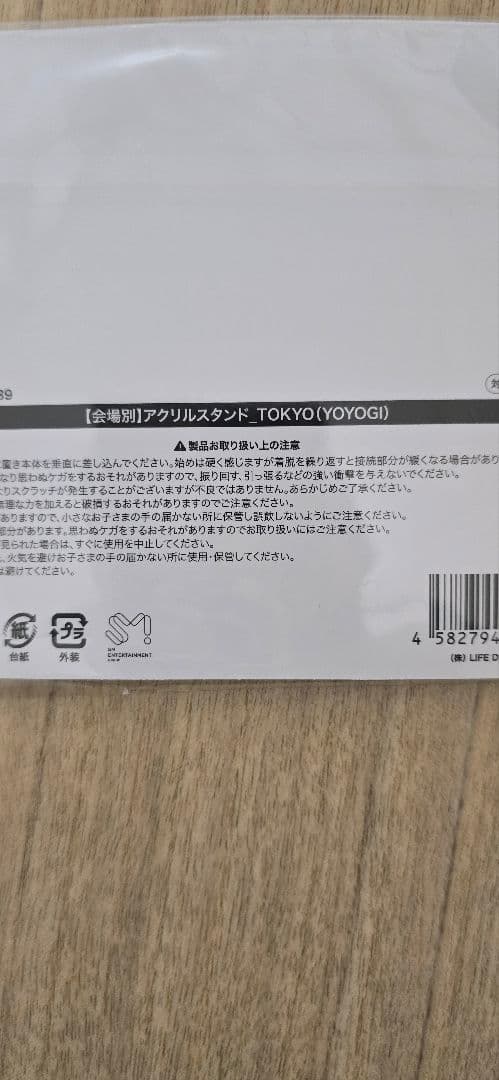 39
対
【会場別】アクリルスタンド_TOKYO(YOYOGI)
⚠製品お取り扱い上の注意
置き本体を垂直に差し込んでください。始めは硬く感じますが着脱を繰り返すと接続部分が緩くなる場合があり
なり思わぬケガをするおそれがありますので、振り回す、引っ張るなどの強い衝撃を与えないでください。
なりスクラッチが発生することがございますが不良ではありません。あらかじめご了承ください。
無理な力を加えると破損するおそれがありますのでご注意ください。
がありますので、小さなお子さまの手の届かない所に保管し誤飲しないようにご注意ください。
部分があります。思わぬケガをするおそれがありますのでお取り扱いにはご注意ください。
見られた場合は、すぐに使用を中止してください。
、火気を避けお子さまの手の届かない所に使用・保管してください。
は避けてください。
紙
台紙
プラ
外装
SM
ENTERTAINMENT
4 582794
(株) LIFE D